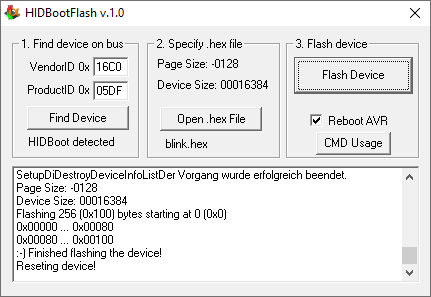 HIDBootFlash v.1.0
1. Find device on bus
VendorID 0x 16C0
ProductID 0x 05DF
Find Device
HIDBoot detected
2. Specify .hex file
Page Size: -0128
Device Size: 00016384
Open .hex File
blink.hex
3. Flash device
Flash Device
Reboot AVR
CMD Usage
SetupDiDestroyDeviceInfoListDer Vorgang wurde erfolgreich beendet.
Page Size: -0128
Device Size: 00016384
Flashing 256 (0x100) bytes starting at 0 (0x0)
0x00000 ... 0x00080
0x00080 ... 0x00100
:-) Finished flashing the device!
Reseting device!